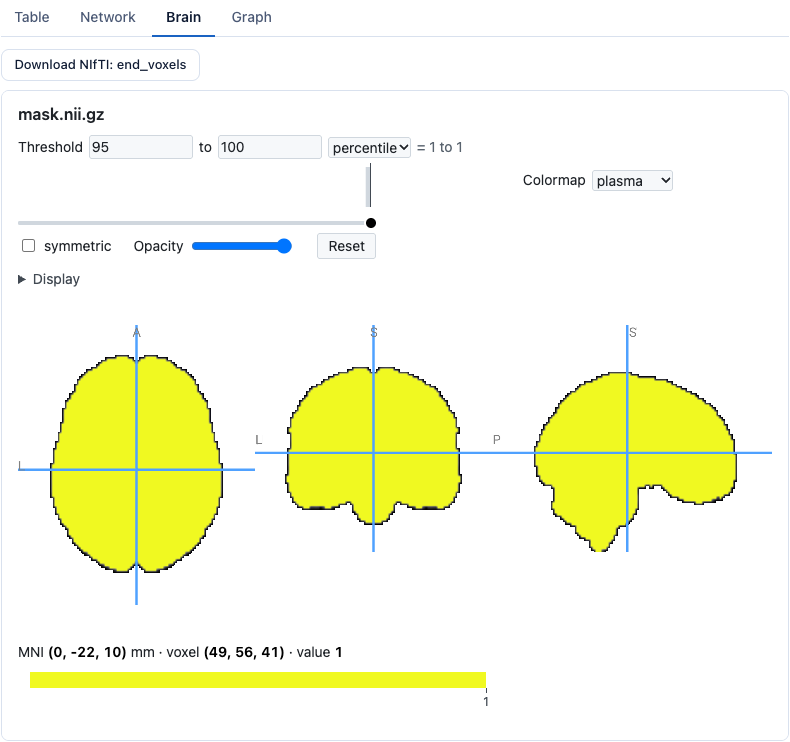 Table Network Brain Graph
Download NIfTI: end_voxels
mask.nii.gz
Threshold 95 to 100 percentile = 1 to 1
Colormap plasma
symmetric Opacity Reset
Display
A S S
L L P
MNI (0, -22, 10) mm · voxel (49, 56, 41) · value 1
1